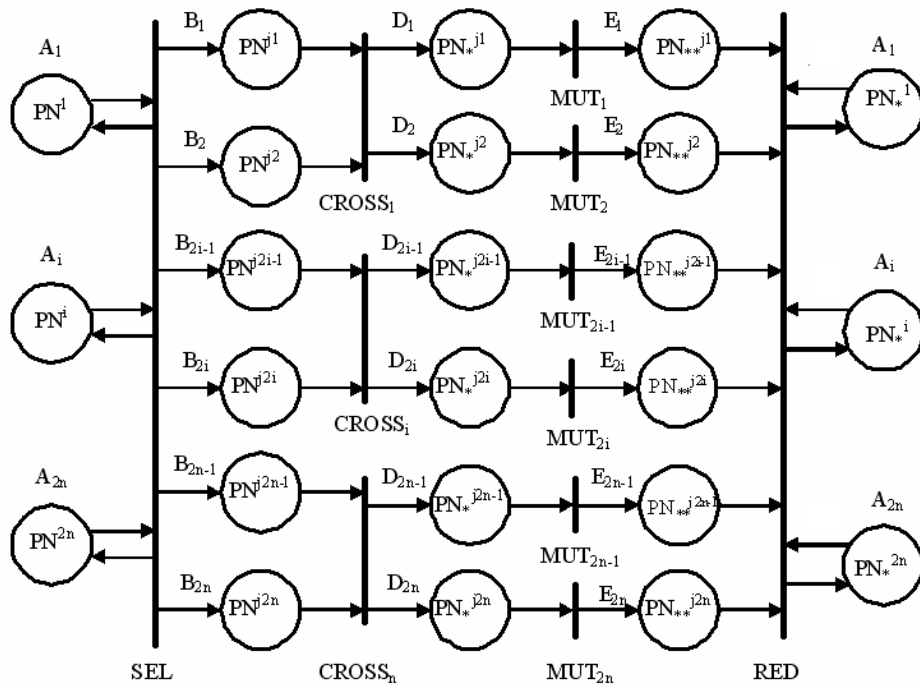 B₁ D₁ E₁
A₁ PNʲ¹ PN*ʲ¹ PN**ʲ¹ A₁
PN¹ MUT₁ PN*¹
B₂ D₂ E₂
PNʲ² PN*ʲ² PN**ʲ²
CROSS₁ MUT₂
B₂ᵢ₋₁ D₂ᵢ₋₁ E₂ᵢ₋₁
Aᵢ PNʲ²ⁱ⁻¹ PN*ʲ²ⁱ⁻¹ PN**ʲ²ⁱ⁻¹ Aᵢ
PNⁱ MUT₂ᵢ₋₁ PN*ⁱ
B₂ᵢ D₂ᵢ E₂ᵢ
PNʲ²ⁱ PN*ʲ²ⁱ PN**ʲ²ⁱ
CROSSᵢ MUT₂ᵢ
B₂ₙ₋₁ D₂ₙ₋₁ E₂ₙ₋₁
A₂ₙ PNʲ²ⁿ⁻¹ PN*ʲ²ⁿ⁻¹ PN**ʲ²ⁿ⁻¹ A₂ₙ
PN²ⁿ MUT₂ₙ₋₁ PN*²ⁿ
B₂ₙ D₂ₙ E₂ₙ
PNʲ²ⁿ PN*ʲ²ⁿ PN**ʲ²ⁿ
SEL CROSSₙ MUT₂ₙ RED